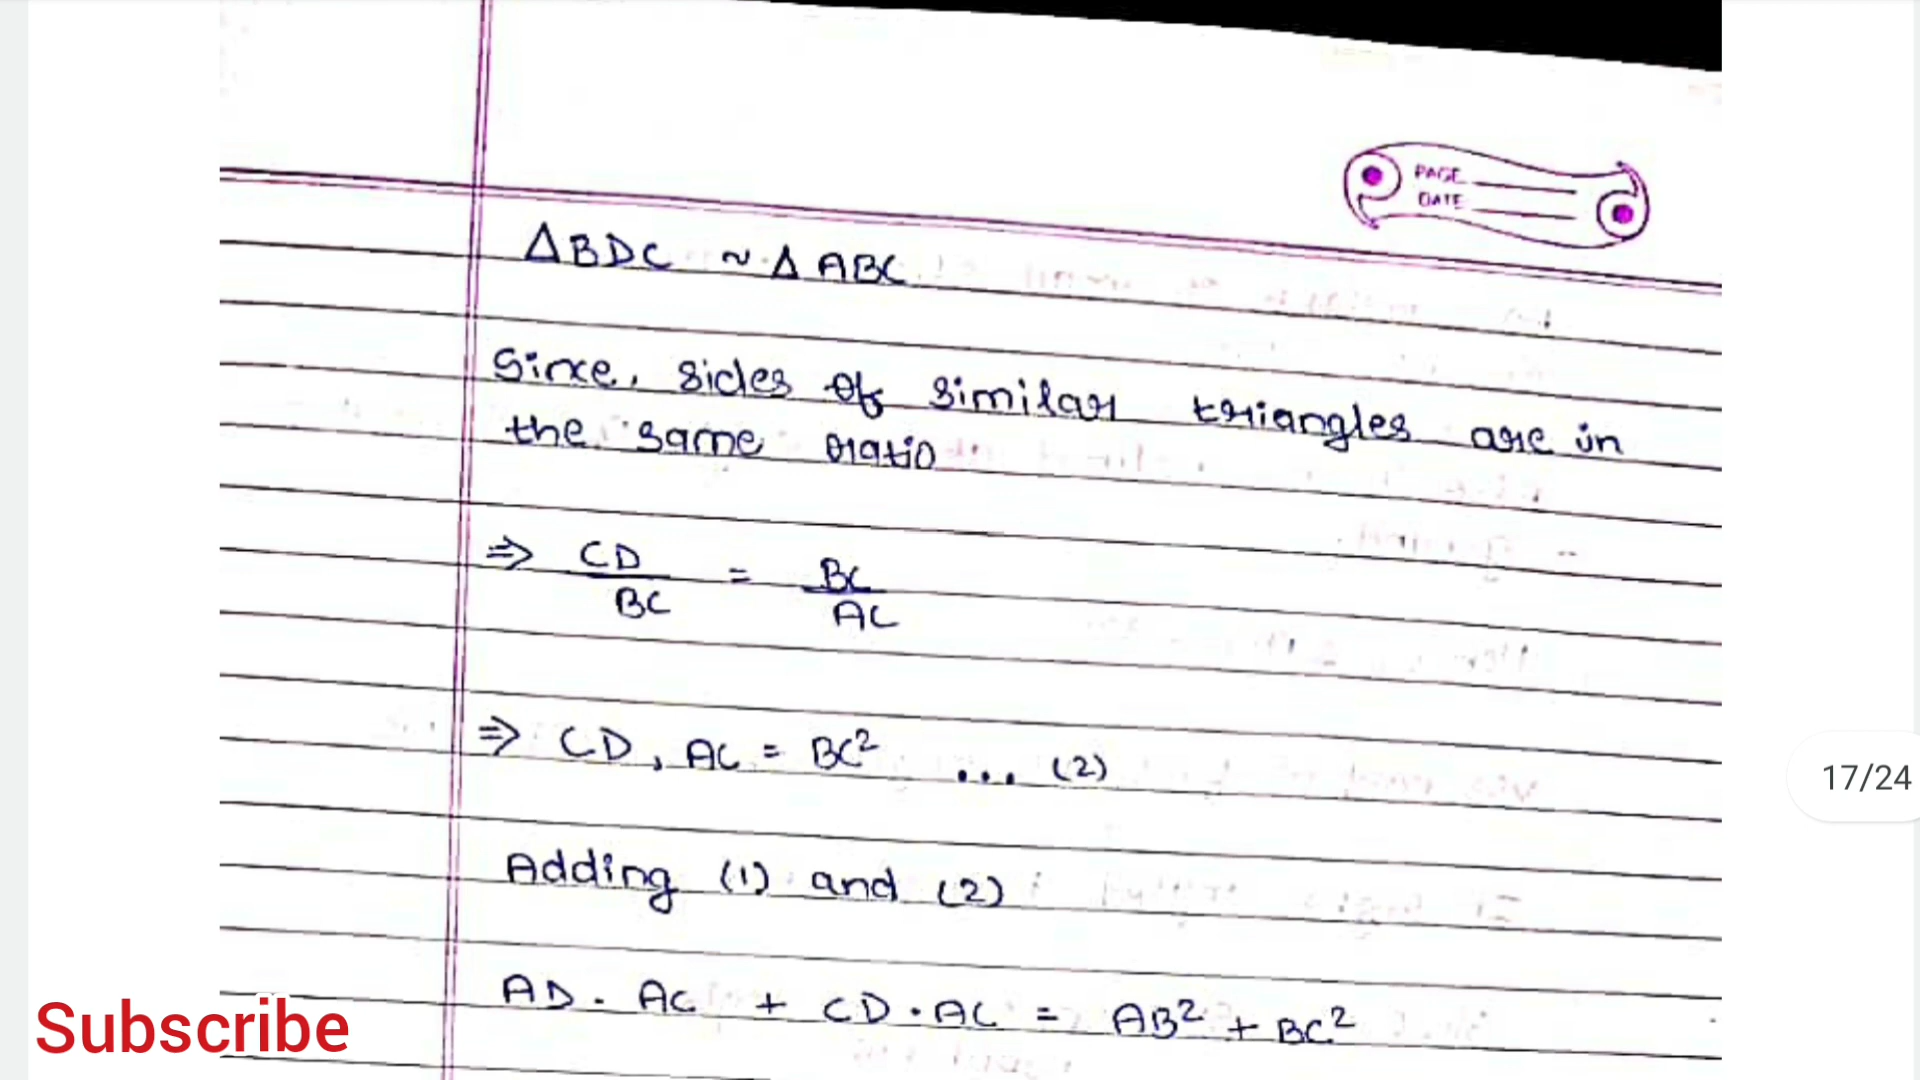 PAGE
DATE
ΔBDC ~ Δ ABC
Since, sides of similar triangles are in
the same ratio
⇒ CD/BC = BC/AC
⇒ CD, AC = BC² ... (2)
17/24
Adding (1) and (2)
AD. AC + CD.AC = AB² + BC²
Subscribe